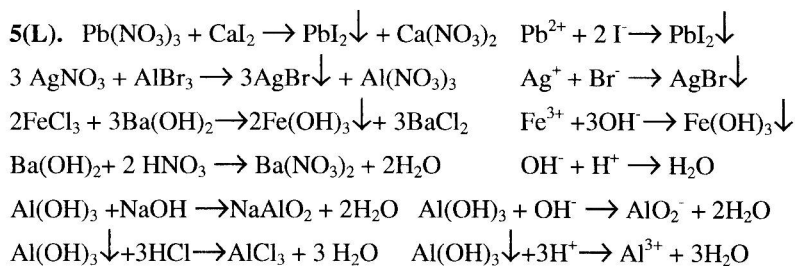 5(L). Pb(NO₃)₃ + CaI₂ → PbI₂↓ + Ca(NO₃)₂ Pb²⁺ + 2 I⁻→ PbI₂↓
3 AgNO₃ + AlBr₃ → 3AgBr↓ + Al(NO₃)₃ Ag⁺ + Br⁻ → AgBr↓
2FeCl₃ + 3Ba(OH)₂→2Fe(OH)₃↓+ 3BaCl₂ Fe³⁺ +3OH⁻→ Fe(OH)₃↓
Ba(OH)₂+ 2 HNO₃ → Ba(NO₃)₂ + 2H₂O OH⁻ + H⁺ → H₂O
Al(OH)₃ +NaOH →NaAlO₂ + 2H₂O Al(OH)₃ + OH⁻ → AlO₂⁻ + 2H₂O
Al(OH)₃↓+3HCl→AlCl₃ + 3 H₂O Al(OH)₃↓+3H⁺→ Al³⁺ + 3H₂O